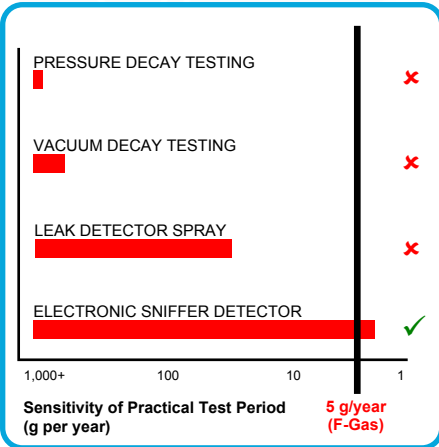 PRESSURE DECAY TESTING
VACUUM DECAY TESTING
LEAK DETECTOR SPRAY
ELECTRONIC SNIFFER DETECTOR
1,000+ 100 10 1
Sensitivity of Practical Test Period
(g per year)
5 g/year
(F-Gas)